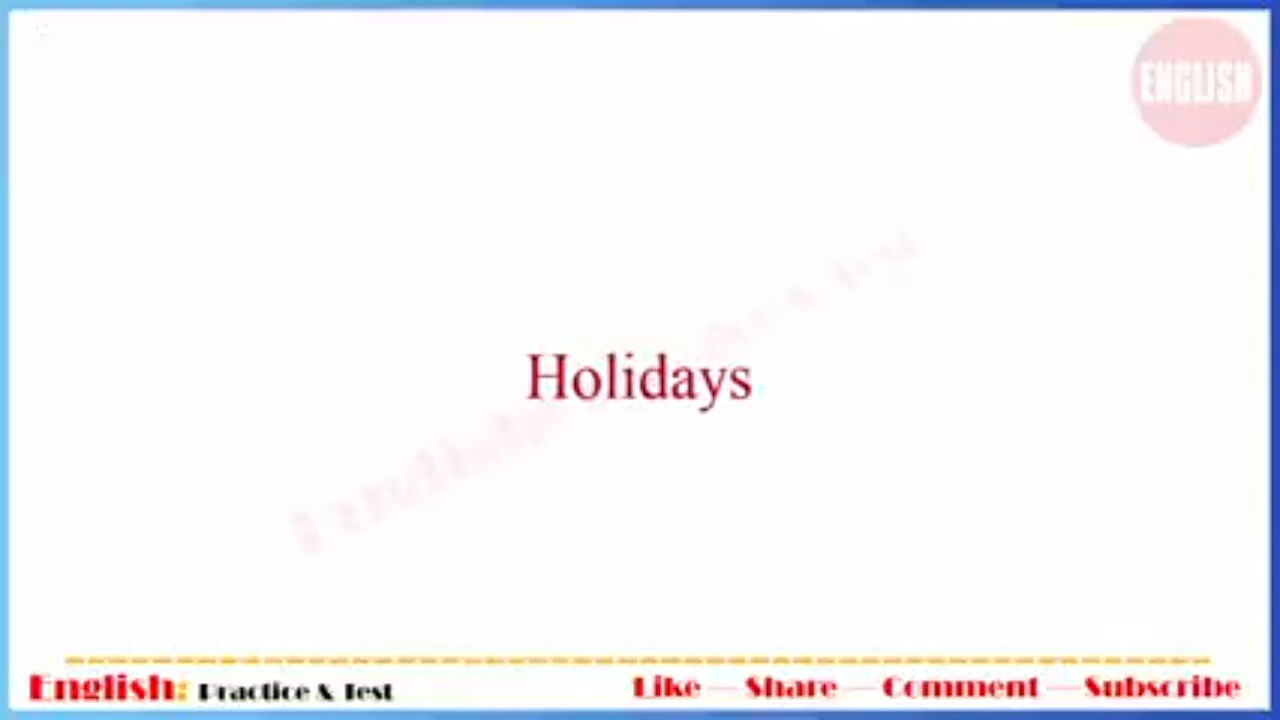 ENGLISH
Holidays
English: Practice & Test
Like — Share — Comment — Subscribe